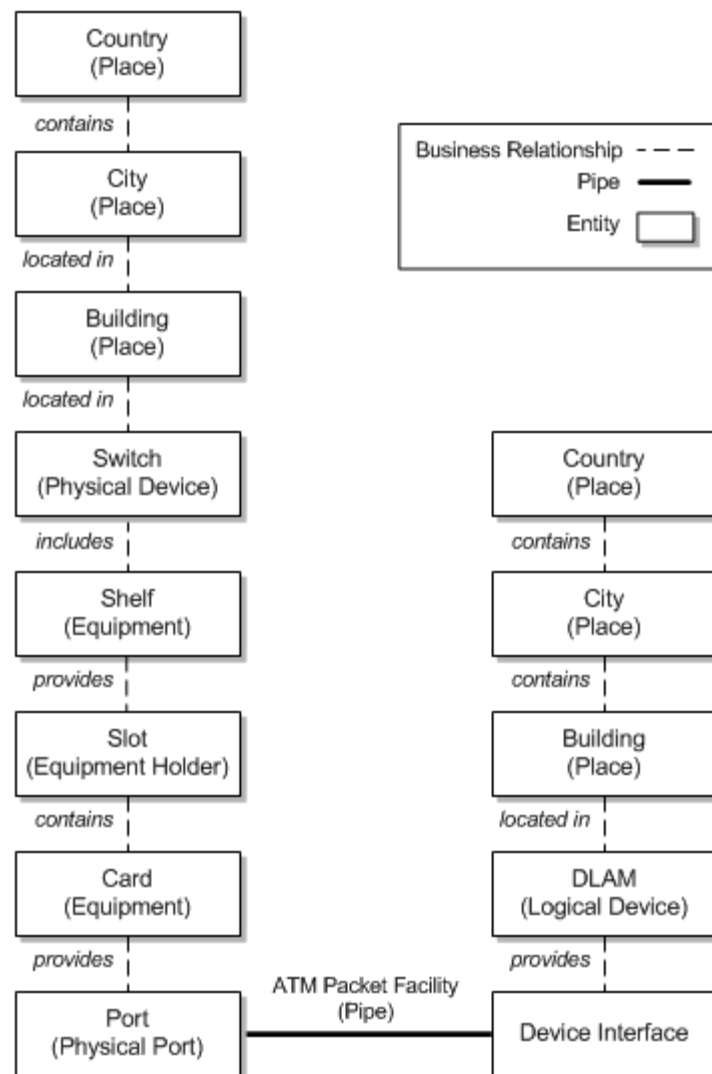 Country
(Place)
contains
City
(Place)
located in
Building
(Place)
located in
Switch
(Physical Device)
includes
Shelf
(Equipment)
provides
Slot
(Equipment Holder)
contains
Card
(Equipment)
provides
Port
(Physical Port)
ATM Packet Facility
(Pipe)
Business Relationship
Pipe
Entity
Country
(Place)
contains
City
(Place)
contains
Building
(Place)
located in
DLAM
(Logical Device)
provides
Device Interface